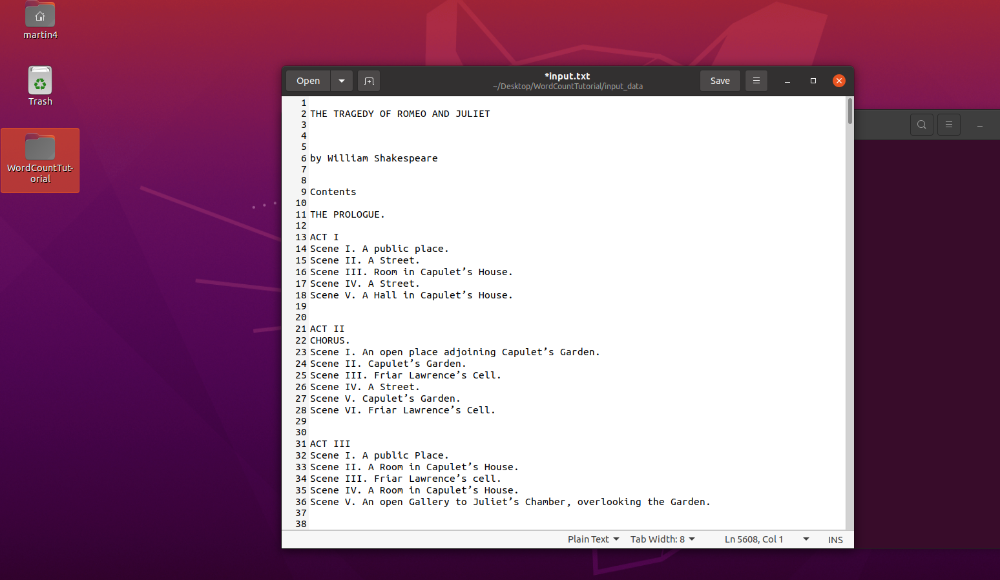 martin4
Trash
WordCountTut-
orial
Open
*input.txt
~/Desktop/WordCountTutorial/input_data
Save
1
2 THE TRAGEDY OF ROMEO AND JULIET
3
4
5
6 by William Shakespeare
7
8
9 Contents
10
11 THE PROLOGUE.
12
13 ACT I
14 Scene I. A public place.
15 Scene II. A Street.
16 Scene III. Room in Capulet’s House.
17 Scene IV. A Street.
18 Scene V. A Hall in Capulet’s House.
19
20
21 ACT II
22 CHORUS.
23 Scene I. An open place adjoining Capulet’s Garden.
24 Scene II. Capulet’s Garden.
25 Scene III. Friar Lawrence’s Cell.
26 Scene IV. A Street.
27 Scene V. Capulet’s Garden.
28 Scene VI. Friar Lawrence’s Cell.
29
30
31 ACT III
32 Scene I. A public Place.
33 Scene II. A Room in Capulet’s House.
34 Scene III. Friar Lawrence’s cell.
35 Scene IV. A Room in Capulet’s House.
36 Scene V. An open Gallery to Juliet’s Chamber, overlooking the Garden.
37
38
Plain Text Tab Width: 8 Ln 5608, Col 1 INS